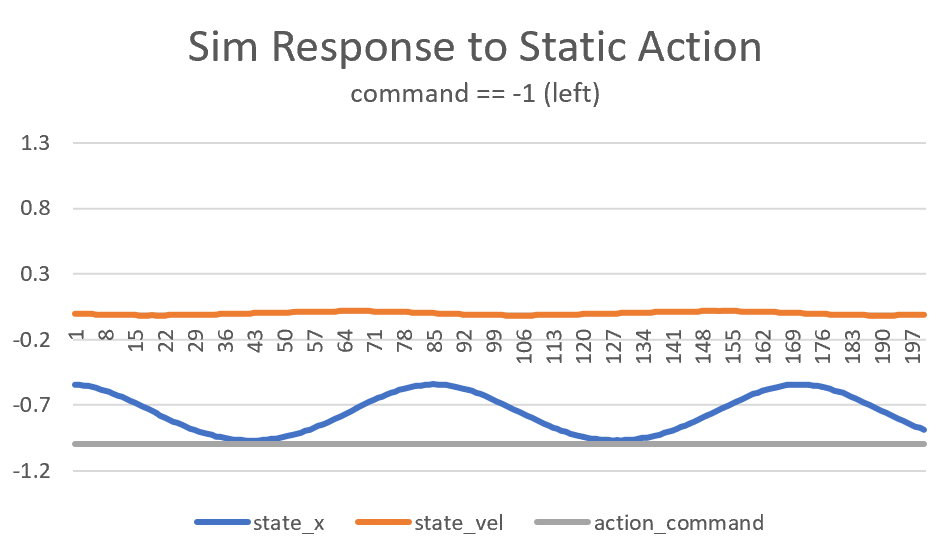 Sim Response to Static Action
command == -1 (left)
1.3
0.8
0.3
-0.2
1 8 15 22 29 36 43 50 57 64 71 78 85 92 99 106 113 120 127 134 141 148 155 162 169 176 183 190 197
-0.7
-1.2
state_x state_vel action_command